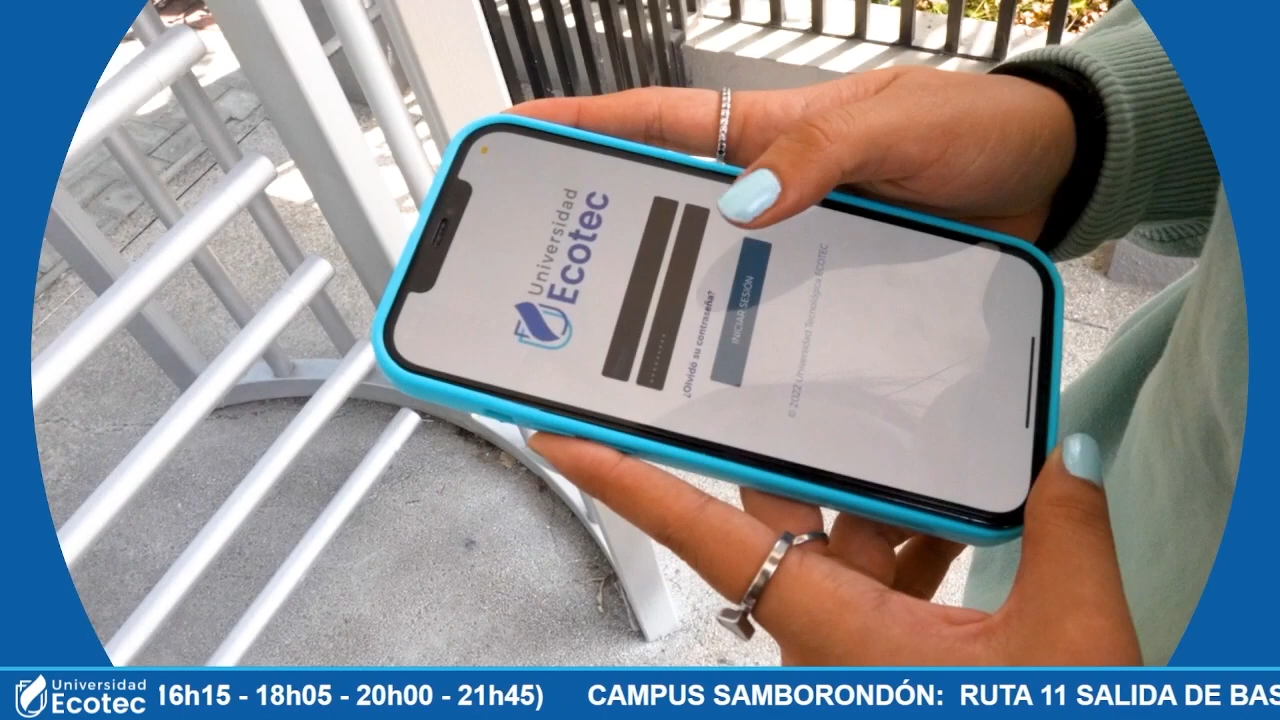 Universidad
Ecotec
¿Olvidó su contraseña?
INICIAR SESIÓN
© 2022 Universidad Tecnológica ECOTEC
Universidad
Ecotec
16h15 - 18h05 - 20h00 - 21h45) CAMPUS SAMBORONDÓN: RUTA 11 SALIDA DE BAS